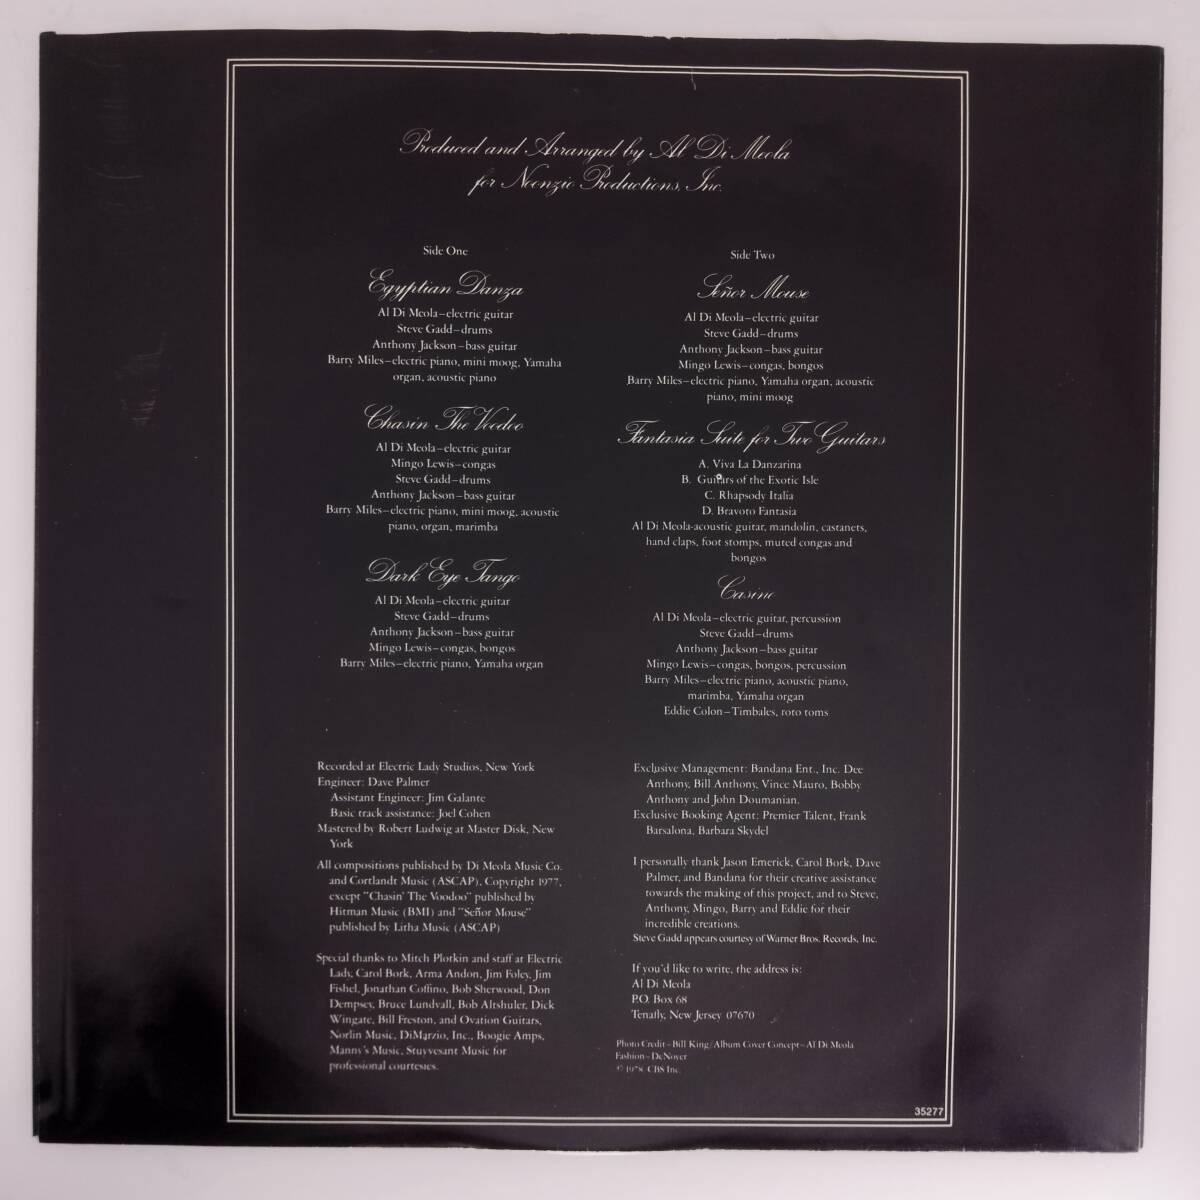 Produced and Arranged by Al Di Meola
for Neonzio Productions, Inc.
Side One
Egyptian Danza
Al Di Meola–electric guitar
Steve Gadd–drums
Anthony Jackson–bass guitar
Barry Miles–electric piano, mini moog, Yamaha
organ, acoustic piano
Chasin The Voodoo
Al Di Meola–electric guitar
Mingo Lewis–congas
Steve Gadd–drums
Anthony Jackson–bass guitar
Barry Miles–electric piano, mini moog, acoustic
piano, organ, marimba
Dark Eye Tango
Al Di Meola–electric guitar
Steve Gadd–drums
Anthony Jackson–bass guitar
Mingo Lewis–congas, bongos
Barry Miles–electric piano, Yamaha organ
Side Two
Señor Mouse
Al Di Meola–electric guitar
Steve Gadd–drums
Anthony Jackson–bass guitar
Mingo Lewis–congas, bongos
Barry Miles–electric piano, Yamaha organ, acoustic
piano, mini moog
Fantasia Suite for Two Guitars
A. Viva La Danzarina
B. Guitars of the Exotic Isle
C. Rhapsody Italia
D. Bravoto Fantasia
Al Di Meola-acoustic guitar, mandolin, castanets,
hand claps, foot stomps, muted congas and
bongos
Casino
Al Di Meola–electric guitar, percussion
Steve Gadd–drums
Anthony Jackson–bass guitar
Mingo Lewis–congas, bongos, percussion
Barry Miles–electric piano, acoustic piano,
marimba, Yamaha organ
Eddie Colon–Timbales, roto toms
Recorded at Electric Lady Studios, New York
Engineer: Dave Palmer
Assistant Engineer: Jim Galante
Basic track assistance: Joel Cohen
Mastered by Robert Ludwig at Master Disk, New
York
All compositions published by Di Meola Music Co.
and Cortlandt Music (ASCAP), Copyright 1977,
except "Chasin' The Voodoo" published by
Hitman Music (BMI) and "Señor Mouse"
published by Litha Music (ASCAP)
Special thanks to Mitch Plotkin and staff at Electric
Lady, Carol Bork, Arma Andon, Jim Foley, Jim
Fishel, Jonathan Coffino, Bob Sherwood, Don
Dempsey, Bruce Lundvall, Bob Altshuler, Dick
Wingate, Bill Freston, and Ovation Guitars,
Norlin Music, DiMarzio, Inc., Boogie Amps,
Manny's Music, Stuyvesant Music for
professional courtesies.
Exclusive Management: Bandana Ent., Inc. Dee
Anthony, Bill Anthony, Vince Mauro, Bobby
Anthony and John Doumanian.
Exclusive Booking Agent: Premier Talent, Frank
Barsalona, Barbara Skydel
I personally thank Jason Emerick, Carol Bork, Dave
Palmer, and Bandana for their creative assistance
towards the making of this project, and to Steve,
Anthony, Mingo, Barry and Eddie for their
incredible creations.
Steve Gadd appears courtesy of Warner Bros. Records, Inc.
If you'd like to write, the address is:
Al Di Meola
P.O. Box 68
Tenafly, New Jersey 07670
Photo Credit–Bill King/Album Cover Concept–Al Di Meola
Fashion–DeNoyer
© 1978 CBS Inc.
35277